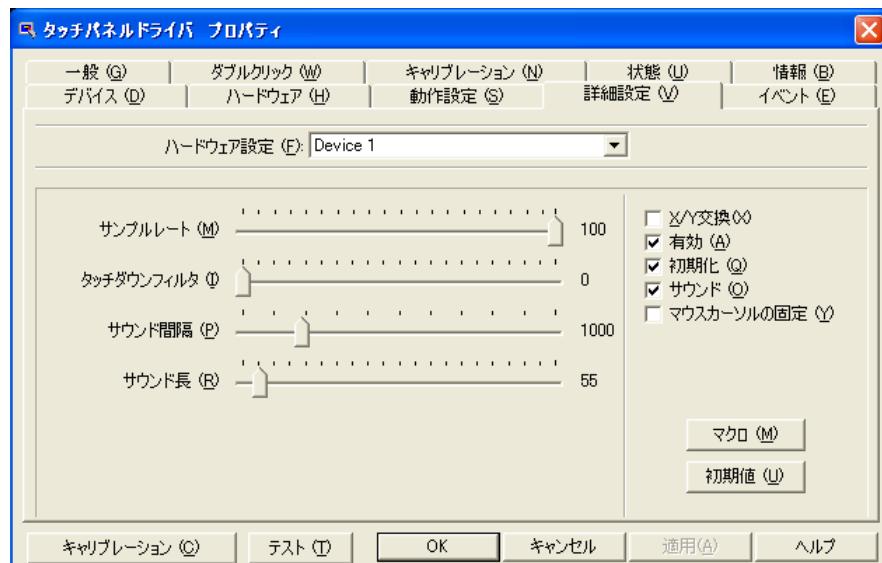 タッチパネルドライバ プロパティ
一般 (G) ダブルクリック (W) キャリブレーション (N) 状態 (U) 情報 (B)
デバイス (D) ハードウェア (H) 動作設定 (S) 詳細設定 (V) イベント (E)
ハードウェア設定 (F): Device 1
サンプルレート (M) 100
タッチダウンフィルタ (I) 0
サウンド間隔 (P) 1000
サウンド長 (R) 55
X/Y交換(X)
有効 (A)
初期化 (Q)
サウンド (O)
マウスカーソルの固定 (Y)
マクロ (M)
初期値 (U)
キャリブレーション (C) テスト (T) OK キャンセル 適用(A) ヘルプ